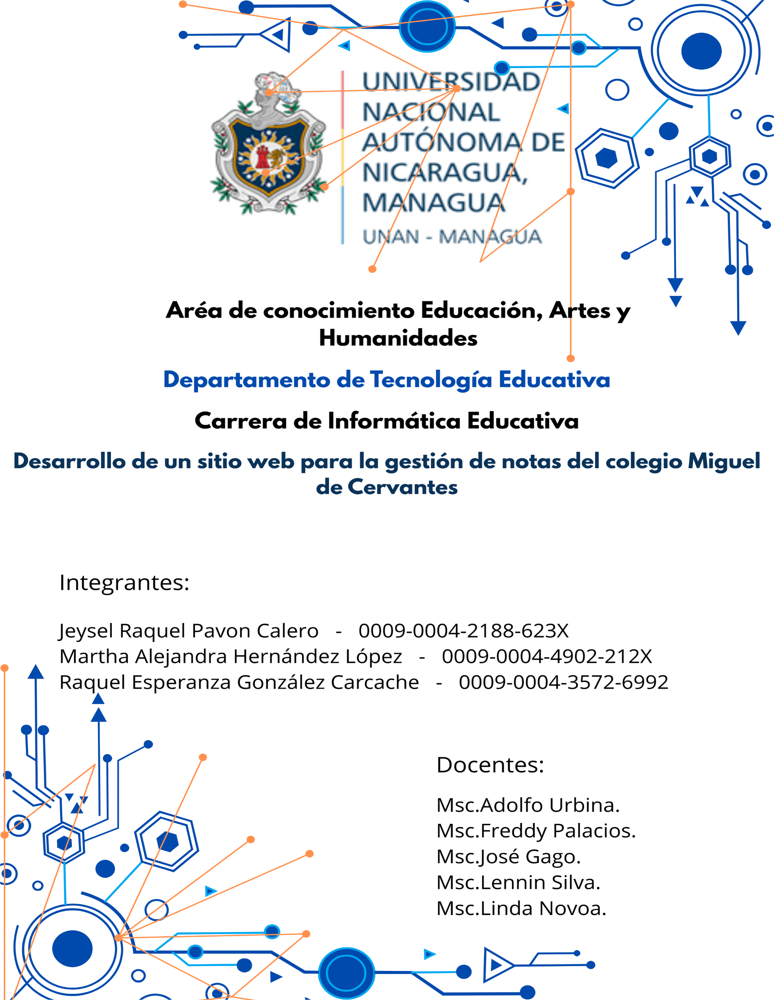 UNIVERSIDAD
NACIONAL
AUTÓNOMA DE
NICARAGUA,
MANAGUA
UNAN - MANAGUA
Aréa de conocimiento Educación, Artes y
Humanidades
Departamento de Tecnología Educativa
Carrera de Informática Educativa
Desarrollo de un sitio web para la gestión de notas del colegio Miguel
de Cervantes
Integrantes:
Jeysel Raquel Pavon Calero - 0009-0004-2188-623X
Martha Alejandra Hernández López - 0009-0004-4902-212X
Raquel Esperanza González Carcache - 0009-0004-3572-6992
Docentes:
Msc.Adolfo Urbina.
Msc.Freddy Palacios.
Msc.José Gago.
Msc.Lennin Silva.
Msc.Linda Novoa.